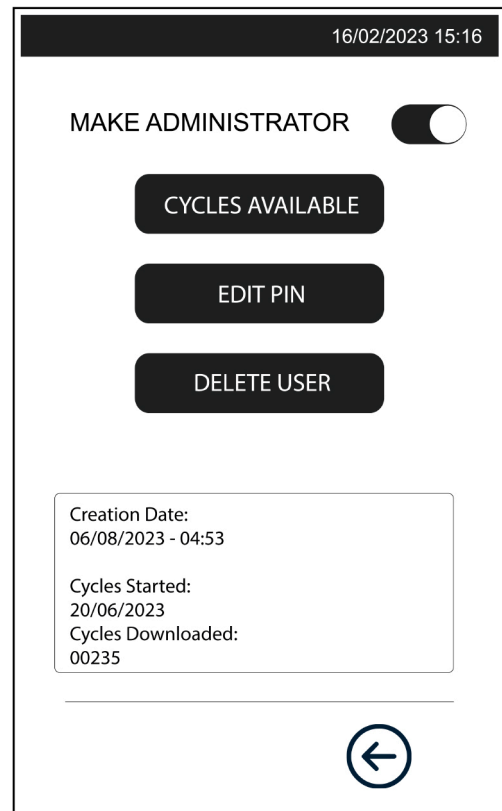 16/02/2023 15:16
MAKE ADMINISTRATOR
CYCLES AVAILABLE
EDIT PIN
DELETE USER
Creation Date:
06/08/2023 - 04:53
Cycles Started:
20/06/2023
Cycles Downloaded:
00235